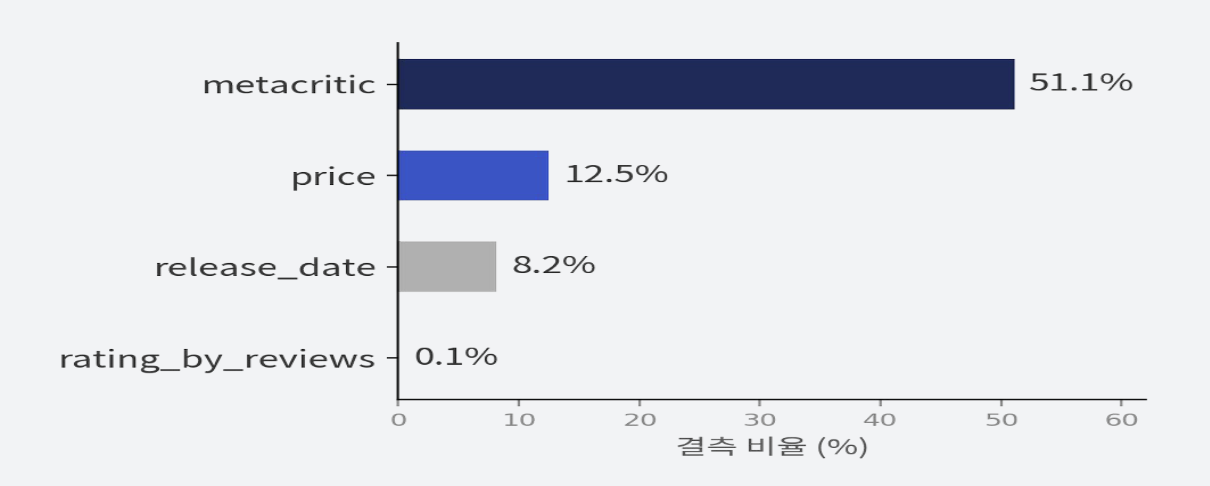 metacritic 51.1%
price 12.5%
release_date 8.2%
rating_by_reviews 0.1%
0 10 20 30 40 50 60
결측 비율 (%)